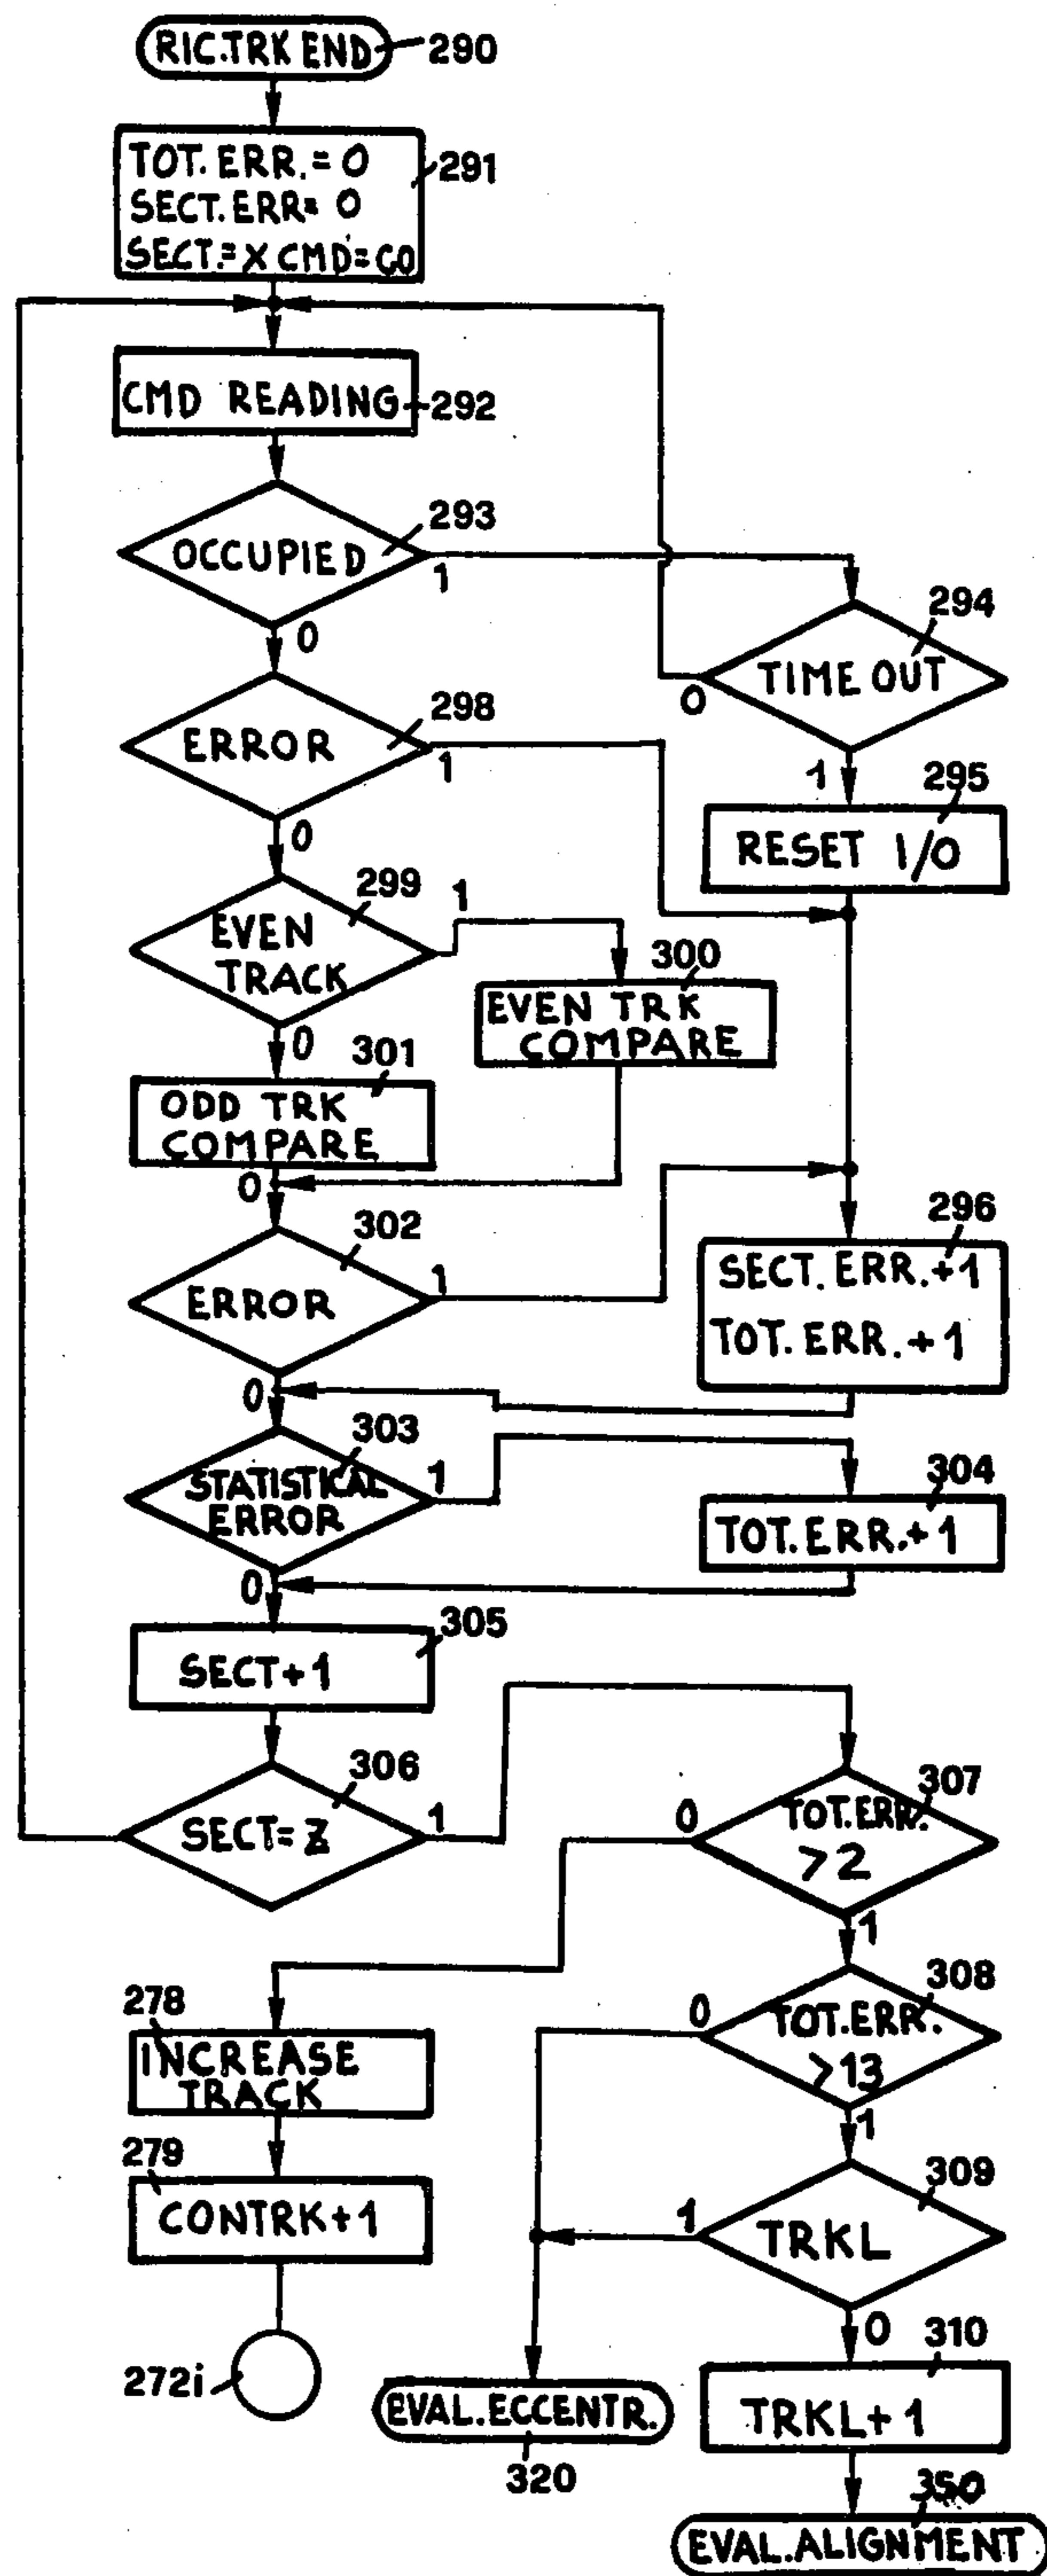 RIC.TRK END 290
TOT. ERR. = 0 291
SECT. ERR= 0
SECT.=X CMD=GO
CMD READING 292
OCCUPIED 293
1
0
TIME OUT 294
0
1
ERROR 298
1
0
RESET I/O 295
EVEN 299
TRACK
1
0
EVEN TRK 300
COMPARE
ODD TRK 301
COMPARE
0
ERROR 302
1
0
SECT. ERR.+1 296
TOT. ERR.+1
STATISTICAL 303
ERROR
1
0
TOT.ERR.+1 304
SECT+1 305
SECT=Z 306
1
TOT.ERR. 307
>2
0
1
278
INCREASE
TRACK
TOT.ERR. 308
>13
0
1
279
CONTRK+1
TRKL 309
1
0
272i
EVAL.ECCENTR.
320
310
TRKL+1
350
EVAL.ALIGNMENT